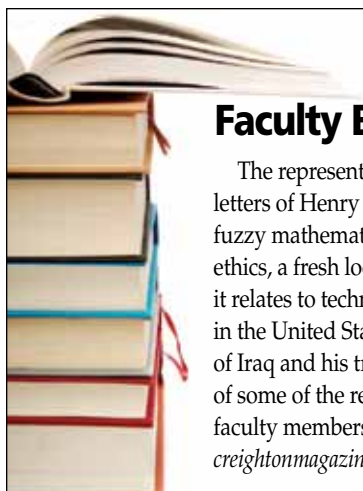 Faculty B
The represent
letters of Henry
fuzzy mathemat
ethics, a fresh loo
it relates to techn
in the United Sta
of Iraq and his tr
of some of the re
faculty members
creightonmagazin